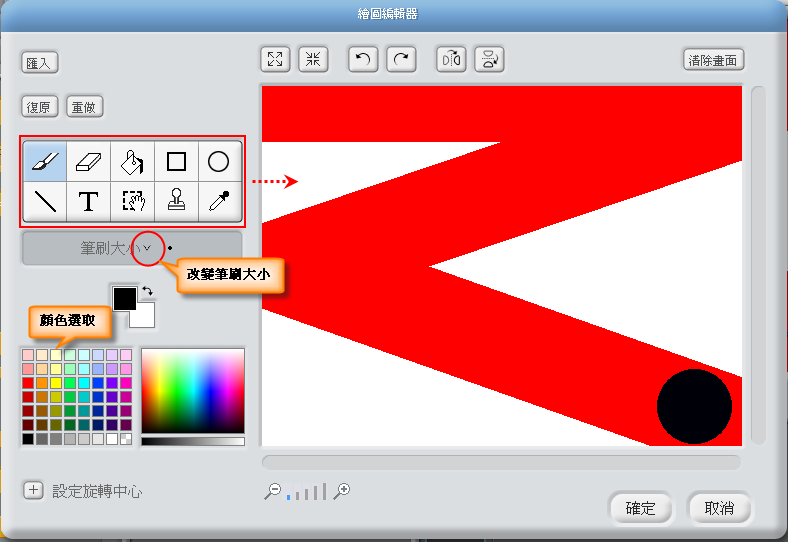 繪圖編輯器
匯入
清除畫面
復原 重做
T
筆刷大小
改變筆刷大小
顏色選取
設定旋轉中心
確定 取消